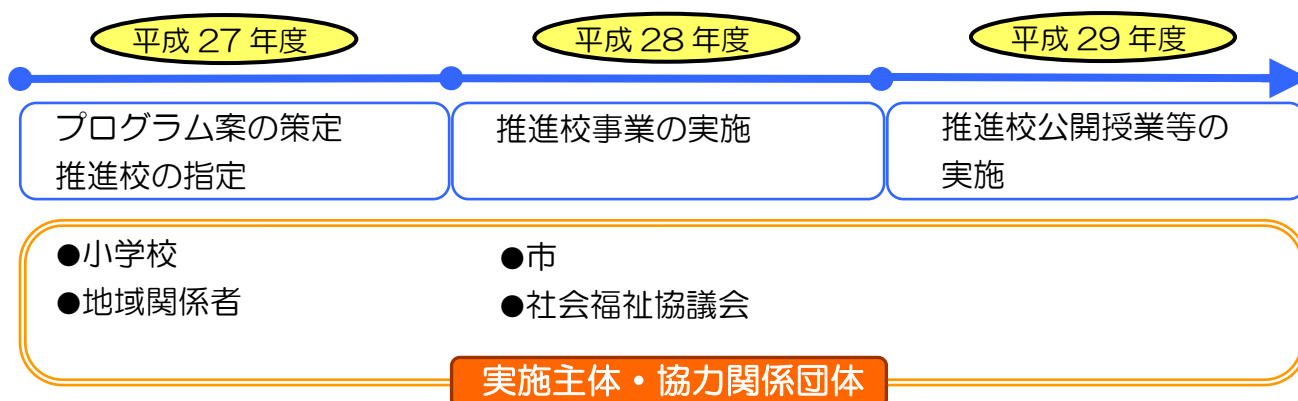 平成 27 年度
平成 28 年度
平成 29 年度
プログラム案の策定
推進校の指定
推進校事業の実施
推進校公開授業等の
実施
●小学校
●地域関係者
●市
●社会福祉協議会
実施主体・協力関係団体